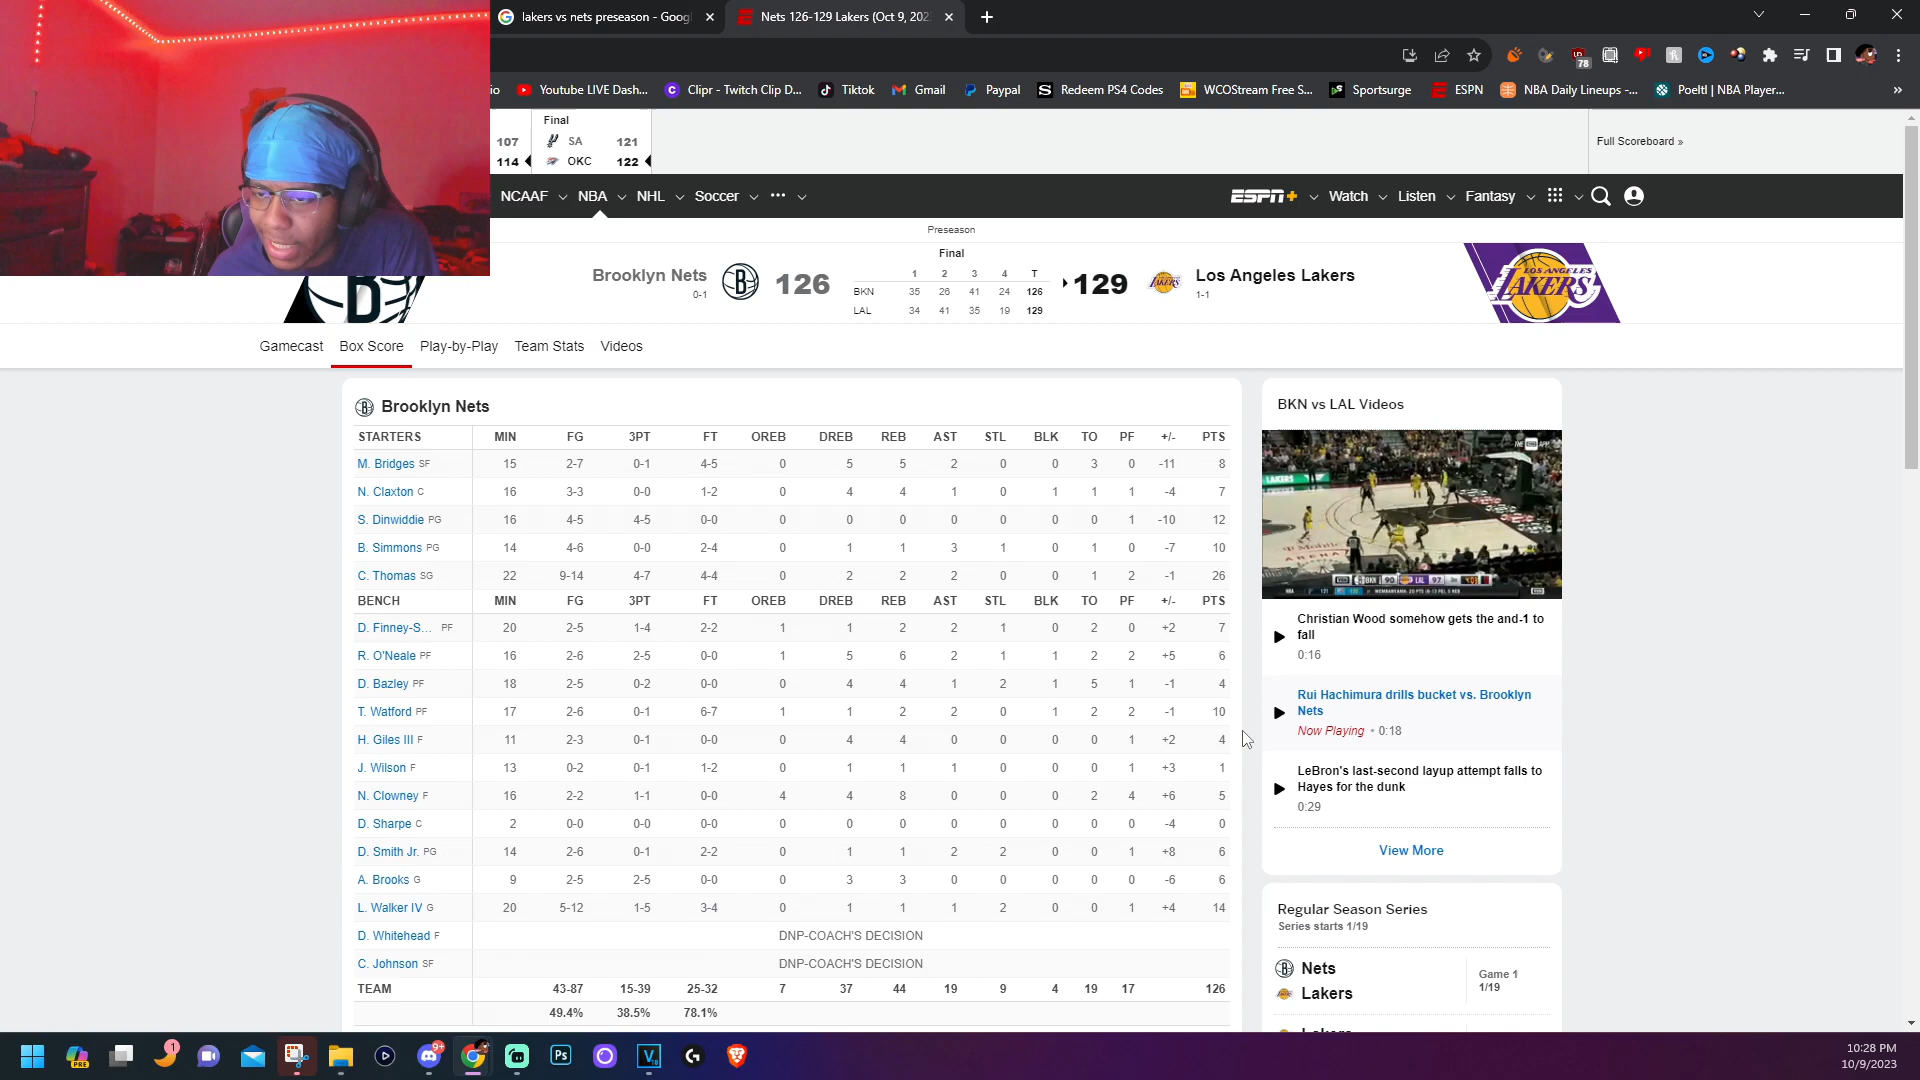 lakers vs nets preseason - Googl
Nets 126-129 Lakers (Oct 9, 202
78
io
Youtube LIVE Dash...
Clipr - Twitch Clip D...
Tiktok
Gmail
Paypal
Redeem PS4 Codes
WCOStream Free S...
Sportsurge
ESPN
NBA Daily Lineups -...
Poeltl | NBA Player...
»
Final
107 SA 121
114 OKC 122
Full Scoreboard »
NCAAF NBA NHL Soccer ••• ESPN+ Watch Listen Fantasy
Preseason
Final
Brooklyn Nets
0-1
126
1 2 3 4 T
BKN 35 26 41 24 126
LAL 34 41 35 19 129
129
Los Angeles Lakers
1-1
B
LOS ANGELES
LAKERS
Gamecast Box Score Play-by-Play Team Stats Videos
Brooklyn Nets
STARTERS MIN FG 3PT FT OREB DREB REB AST STL BLK TO PF +/- PTS
M. Bridges SF 15 2-7 0-1 4-5 0 5 5 2 0 0 3 0 -11 8
N. Claxton C 16 3-3 0-0 1-2 0 4 4 1 0 1 1 1 -4 7
S. Dinwiddie PG 16 4-5 4-5 0-0 0 0 0 0 0 0 0 1 -10 12
B. Simmons PG 14 4-6 0-0 2-4 0 1 1 3 1 0 1 0 -7 10
C. Thomas SG 22 9-14 4-7 4-4 0 2 2 2 0 0 1 2 -1 26
BENCH MIN FG 3PT FT OREB DREB REB AST STL BLK TO PF +/- PTS
D. Finney-S... PF 20 2-5 1-4 2-2 1 1 2 2 1 0 2 0 +2 7
R. O'Neale PF 16 2-6 2-5 0-0 1 5 6 2 1 1 2 2 +5 6
D. Bazley PF 18 2-5 0-2 0-0 0 4 4 1 2 1 5 1 -1 4
T. Watford PF 17 2-6 0-1 6-7 1 1 2 2 0 1 2 2 -1 10
H. Giles III F 11 2-3 0-1 0-0 0 4 4 0 0 0 0 1 +2 4
J. Wilson F 13 0-2 0-1 1-2 0 1 1 1 0 0 0 1 +3 1
N. Clowney F 16 2-2 1-1 0-0 4 4 8 0 0 0 2 4 +6 5
D. Sharpe C 2 0-0 0-0 0-0 0 0 0 0 0 0 0 0 -4 0
D. Smith Jr. PG 14 2-6 0-1 2-2 0 1 1 2 2 0 0 1 +8 6
A. Brooks G 9 2-5 2-5 0-0 0 3 3 0 0 0 0 0 -6 6
L. Walker IV G 20 5-12 1-5 3-4 0 1 1 1 2 0 0 1 +4 14
D. Whitehead F DNP-COACH'S DECISION
C. Johnson SF DNP-COACH'S DECISION
TEAM 43-87 15-39 25-32 7 37 44 19 9 4 19 17 126
49.4% 38.5% 78.1%
BKN vs LAL Videos
BKN 90 LAL 97
Christian Wood somehow gets the and-1 to
fall
0:16
Rui Hachimura drills bucket vs. Brooklyn
Nets
Now Playing • 0:18
LeBron's last-second layup attempt falls to
Hayes for the dunk
0:29
View More
Regular Season Series
Series starts 1/19
Nets
Lakers
Game 1
1/19
Lakers
1
PRE
9+
Ps
10:28 PM
10/9/2023